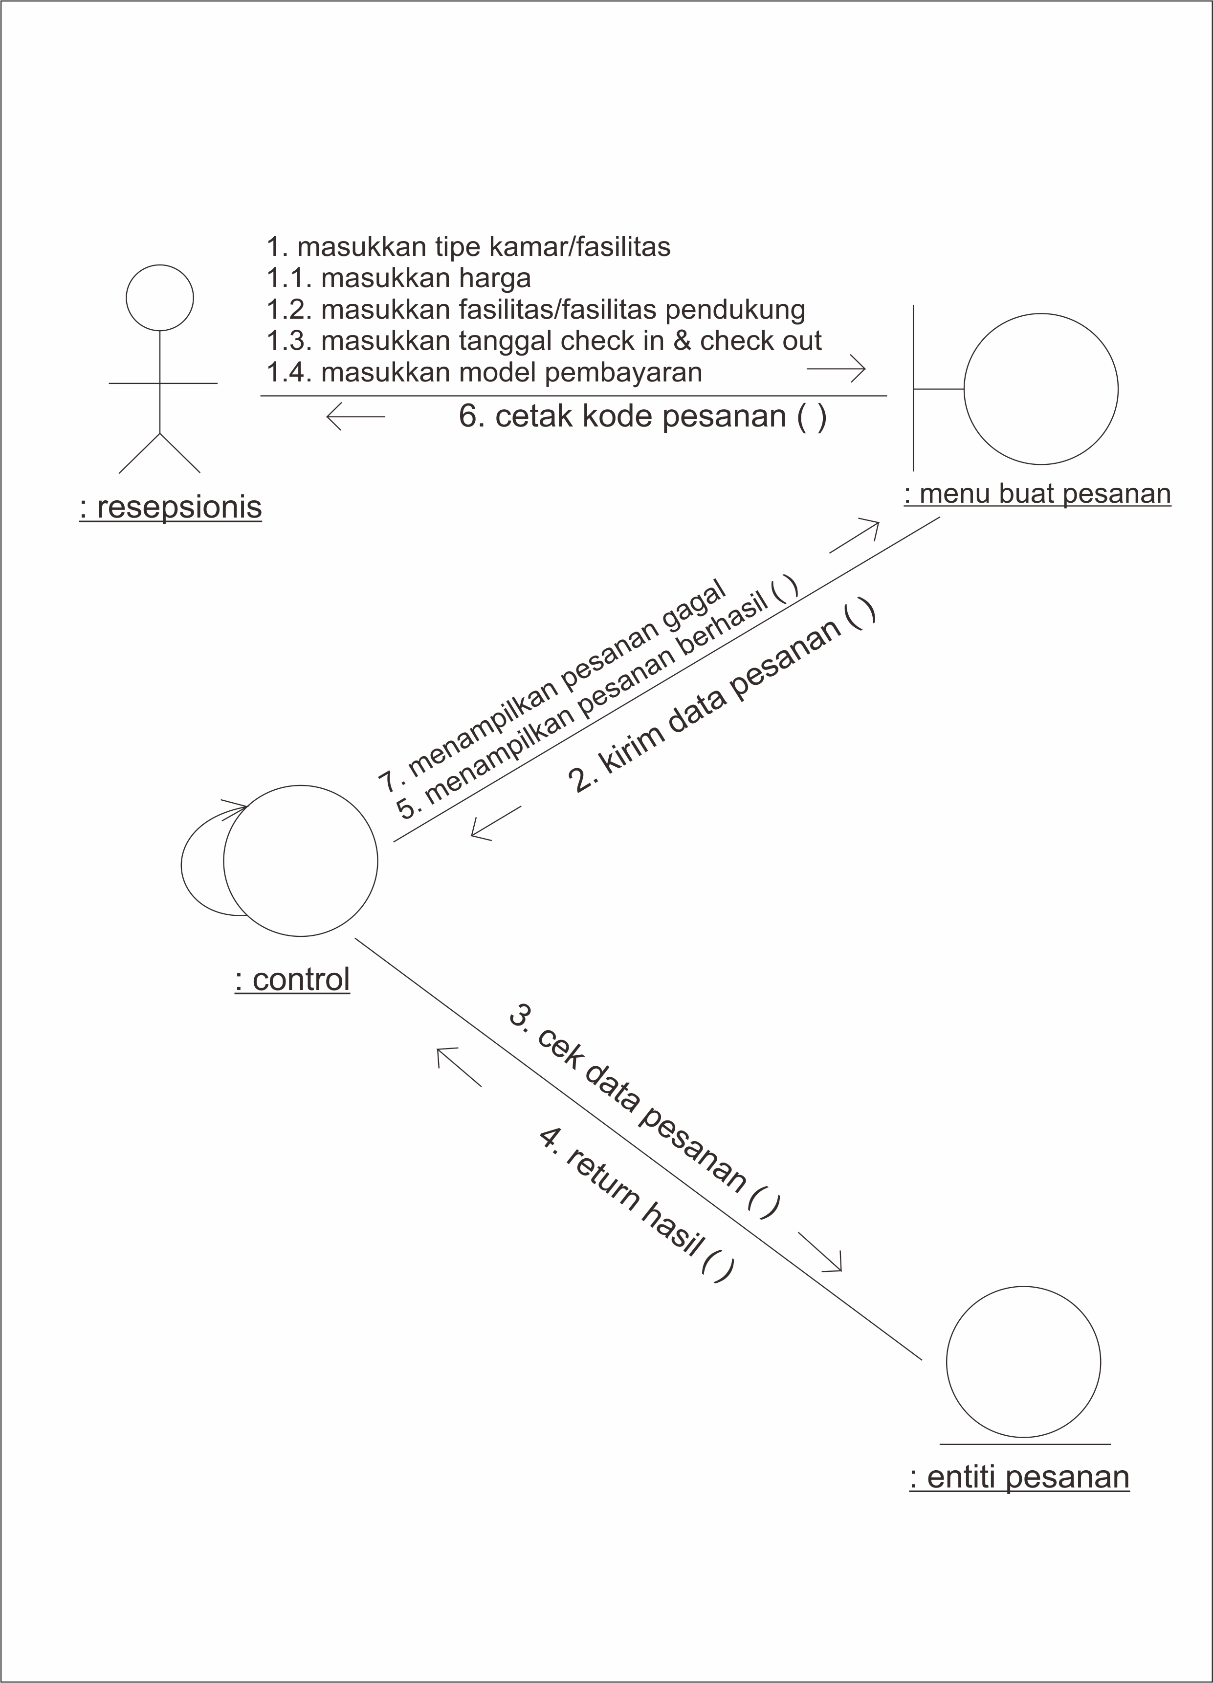 1. masukkan tipe kamar/fasilitas
1.1. masukkan harga
1.2. masukkan fasilitas/fasilitas pendukung
1.3. masukkan tanggal check in & check out
1.4. masukkan model pembayaran
6. cetak kode pesanan ( )
: resepsionis
: menu buat pesanan
7. menampilkan pesanan gagal
5. menampilkan pesanan berhasil ( )
2. kirim data pesanan ( )
: control
3. cek data pesanan ( )
4. return hasil ( )
: entiti pesanan